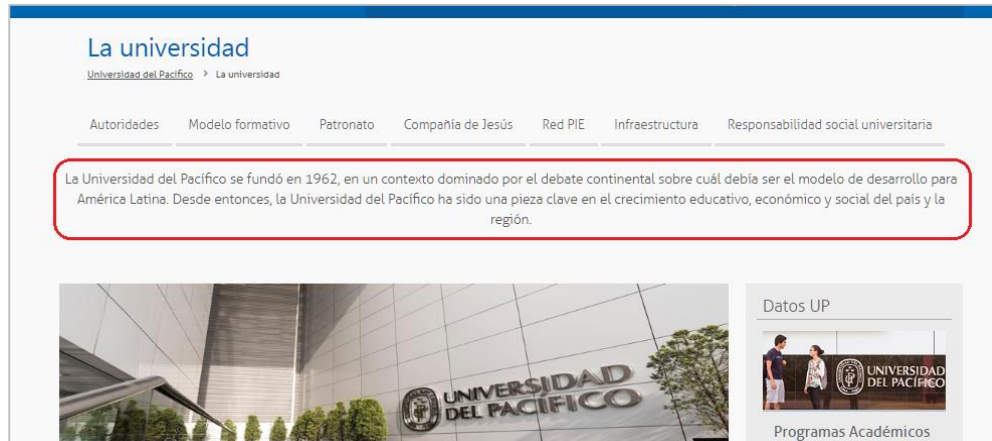 La universidad
Universidad del Pacífico > La universidad
Autoridades Modelo formativo Patronato Compañía de Jesús Red PIE Infraestructura Responsabilidad social universitaria
La Universidad del Pacífico se fundó en 1962, en un contexto dominado por el debate continental sobre cuál debía ser el modelo de desarrollo para
América Latina. Desde entonces, la Universidad del Pacífico ha sido una pieza clave en el crecimiento educativo, económico y social del país y la
región.
UNIVERSIDAD
DEL PACÍFICO
Datos UP
UNIVERSIDAD
DEL PACÍFICO
Programas Académicos